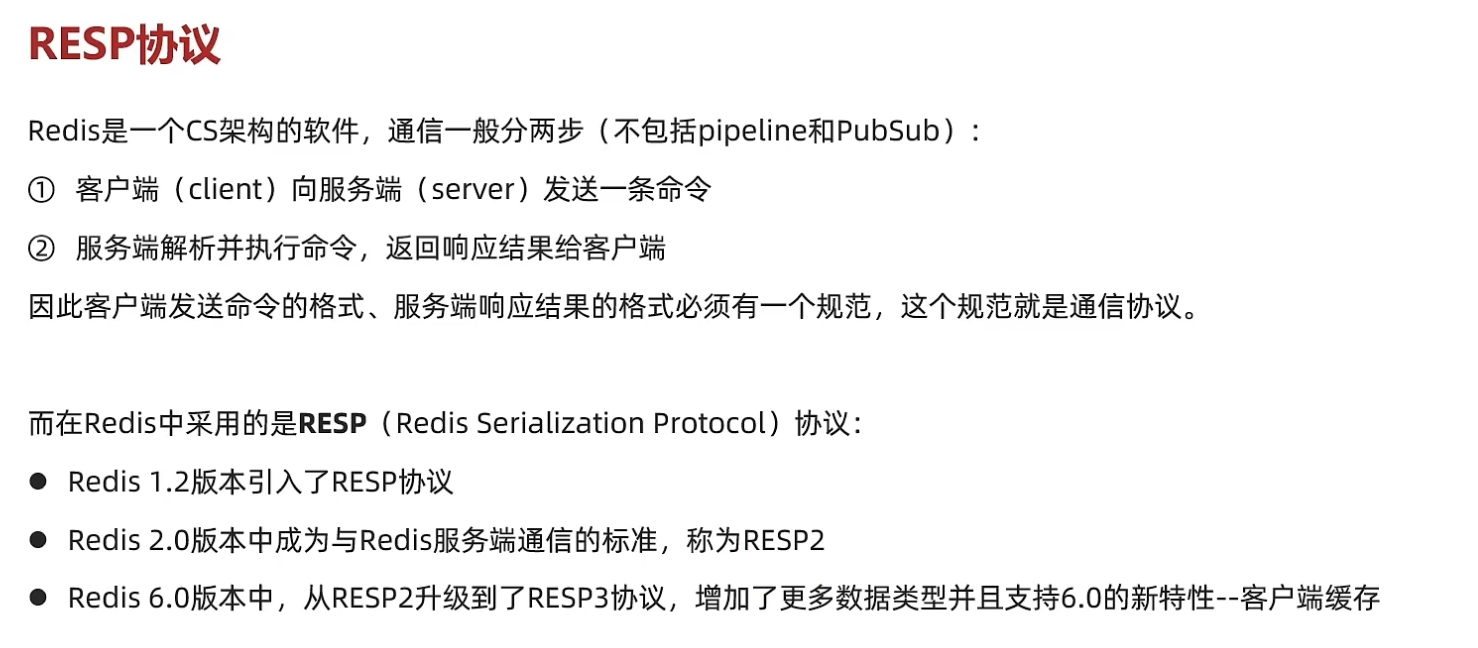 RESP协议
Redis是一个CS架构的软件，通信一般分两步（不包括pipeline和PubSub）：
① 客户端（client）向服务端（server）发送一条命令
② 服务端解析并执行命令，返回响应结果给客户端
因此客户端发送命令的格式、服务端响应结果的格式必须有一个规范，这个规范就是通信协议。
而在Redis中采用的是RESP（Redis Serialization Protocol）协议：
● Redis 1.2版本引入了RESP协议
● Redis 2.0版本中成为与Redis服务端通信的标准，称为RESP2
● Redis 6.0版本中，从RESP2升级到了RESP3协议，增加了更多数据类型并且支持6.0的新特性--客户端缓存